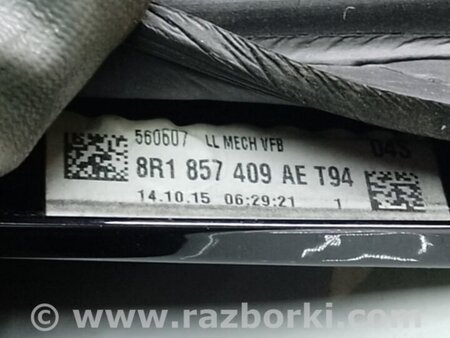 560607 LL MECH VFB 04S
8R1 857 409 AE T94
14.10.15 06:29:21 1
© www.razborki.com